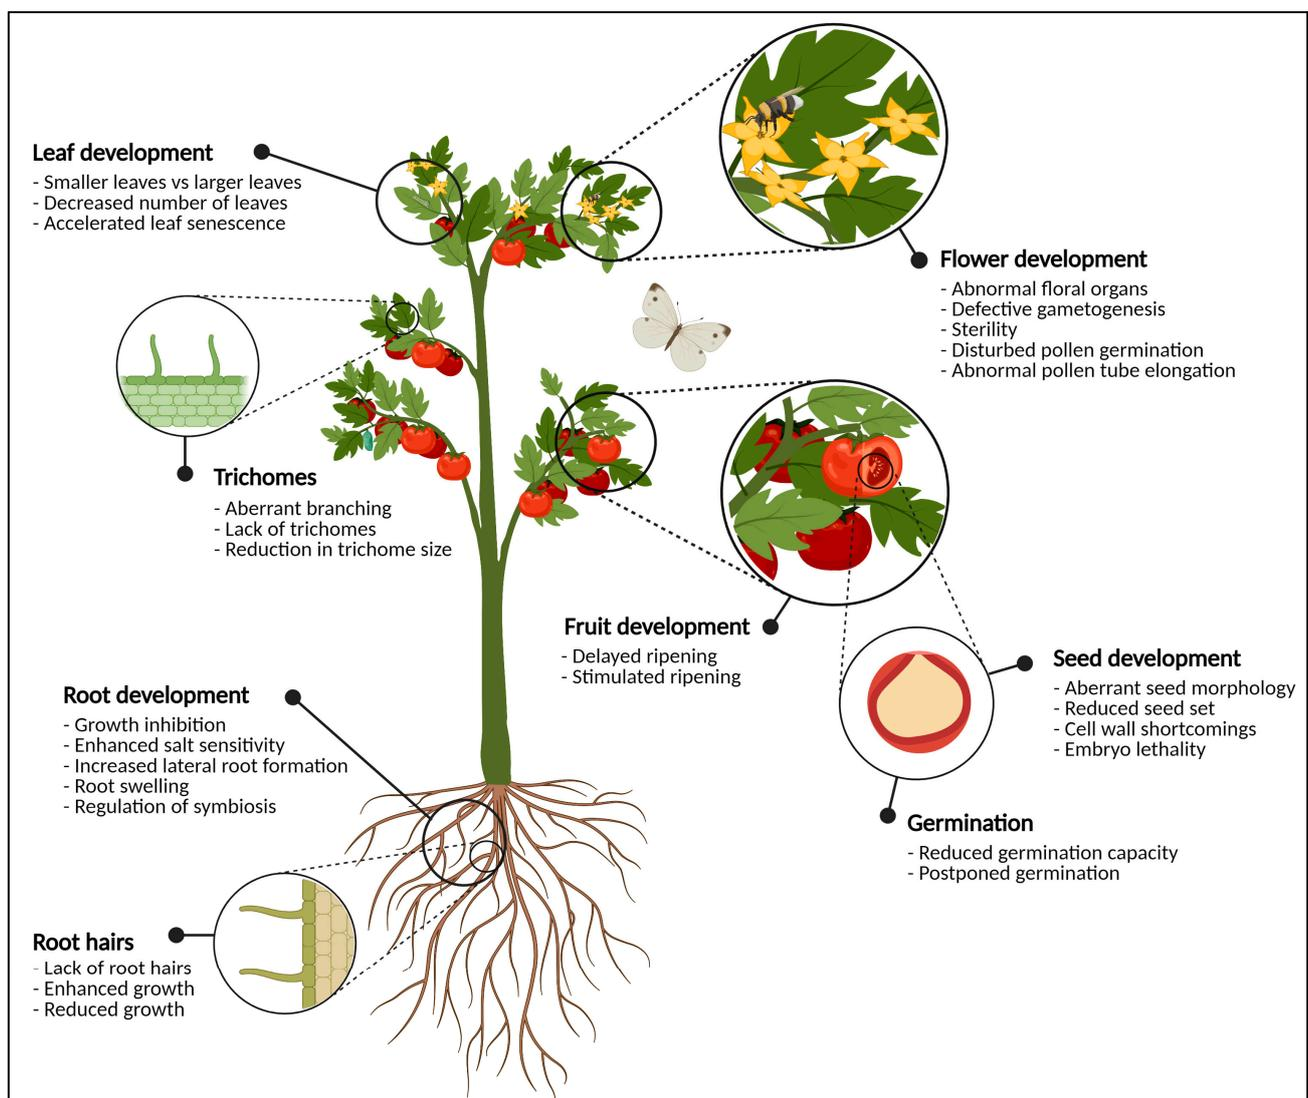 Leaf development
- Smaller leaves vs larger leaves
- Decreased number of leaves
- Accelerated leaf senescence
Flower development
- Abnormal floral organs
- Defective gametogenesis
- Sterility
- Disturbed pollen germination
- Abnormal pollen tube elongation
Trichomes
- Aberrant branching
- Lack of trichomes
- Reduction in trichome size
Fruit development
- Delayed ripening
- Stimulated ripening
Seed development
- Aberrant seed morphology
- Reduced seed set
- Cell wall shortcomings
- Embryo lethality
Root development
- Growth inhibition
- Enhanced salt sensitivity
- Increased lateral root formation
- Root swelling
- Regulation of symbiosis
Germination
- Reduced germination capacity
- Postponed germination
Root hairs
- Lack of root hairs
- Enhanced growth
- Reduced growth